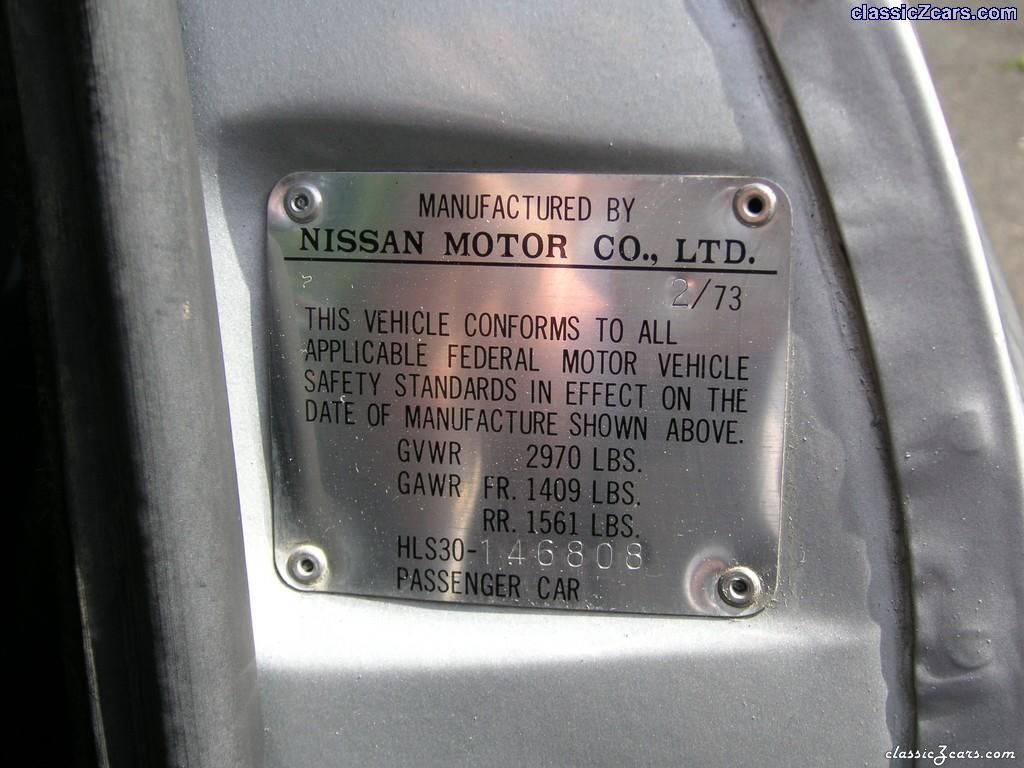 classicZcars.com
MANUFACTURED BY
NISSAN MOTOR CO., LTD.
2/73
THIS VEHICLE CONFORMS TO ALL
APPLICABLE FEDERAL MOTOR VEHICLE
SAFETY STANDARDS IN EFFECT ON THE
DATE OF MANUFACTURE SHOWN ABOVE.
GVWR 2970 LBS.
GAWR FR. 1409 LBS.
RR. 1561 LBS.
HLS30-146808
PASSENGER CAR
classicZcars.com